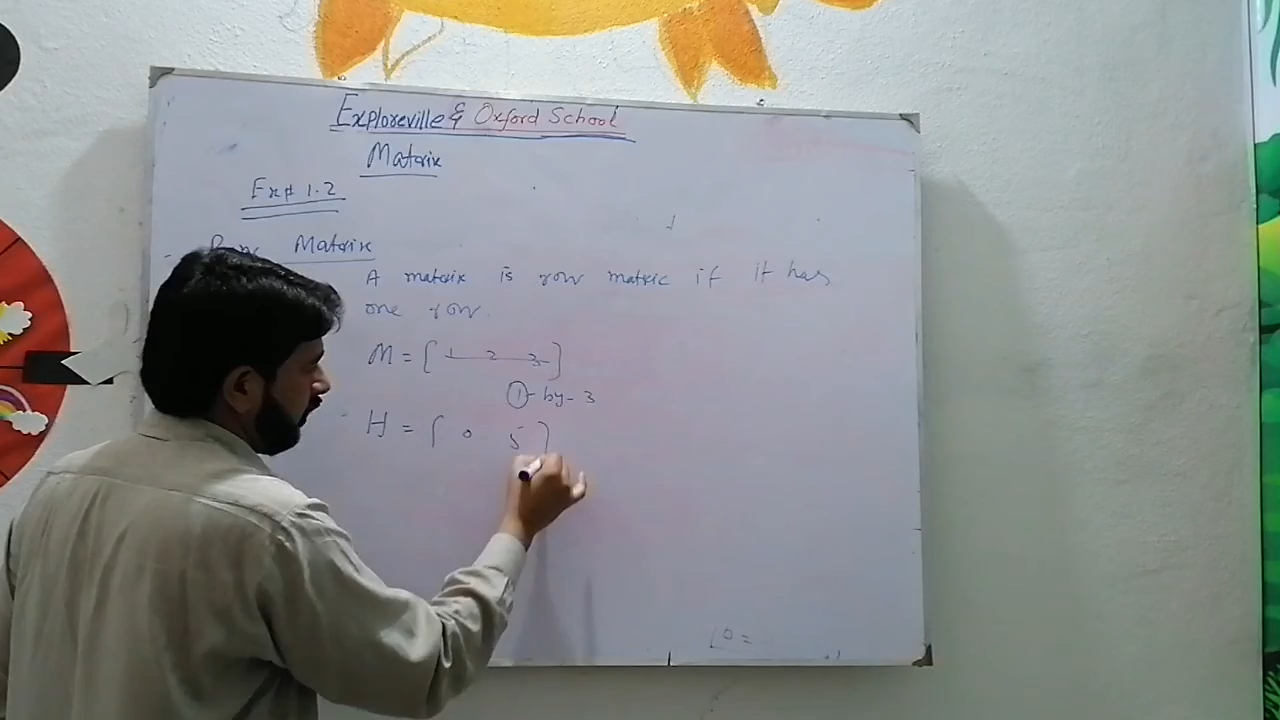 Exploreville & Oxford School
Matrix
Ex# 1.2
Row Matrix
A matrix is row matric if it has
one row.
M = [ 1 2 3 ]
1-by-3
H = [ 0 5 ]